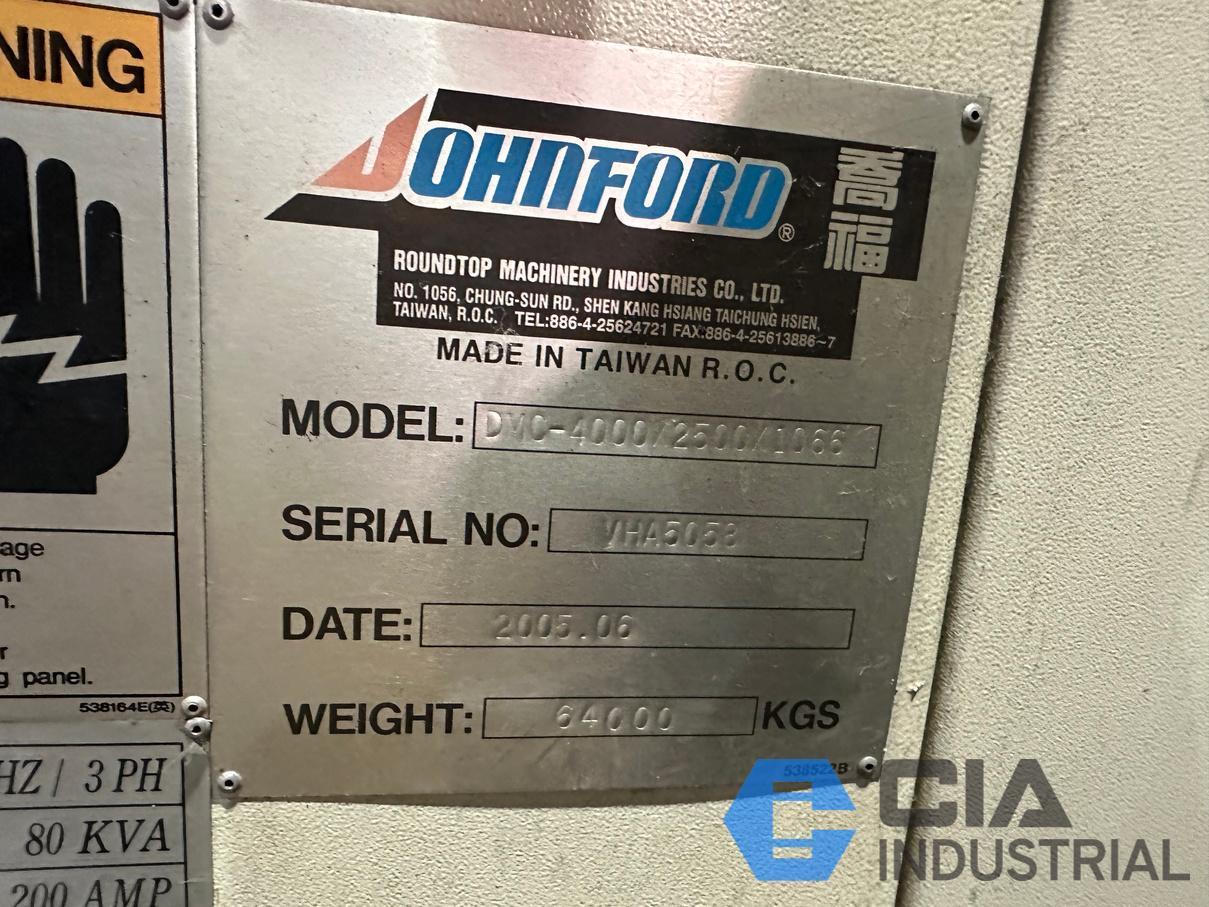 NING
age
rn
n.
r
g panel.
538164E(英)
HZ / 3 PH
80 KVA
200 AMP
JOHNFORD®
喬福
ROUNDTOP MACHINERY INDUSTRIES CO., LTD.
NO. 1056, CHUNG-SUN RD., SHEN KANG HSIANG TAICHUNG HSIEN,
TAIWAN, R.O.C. TEL:886-4-25624721 FAX:886-4-25613886~7
MADE IN TAIWAN R.O.C.
MODEL: DMC-4000/2500/1066
SERIAL NO: VHA5058
DATE: 2005.06
WEIGHT: 64000 KGS
538522B
CIA
INDUSTRIAL